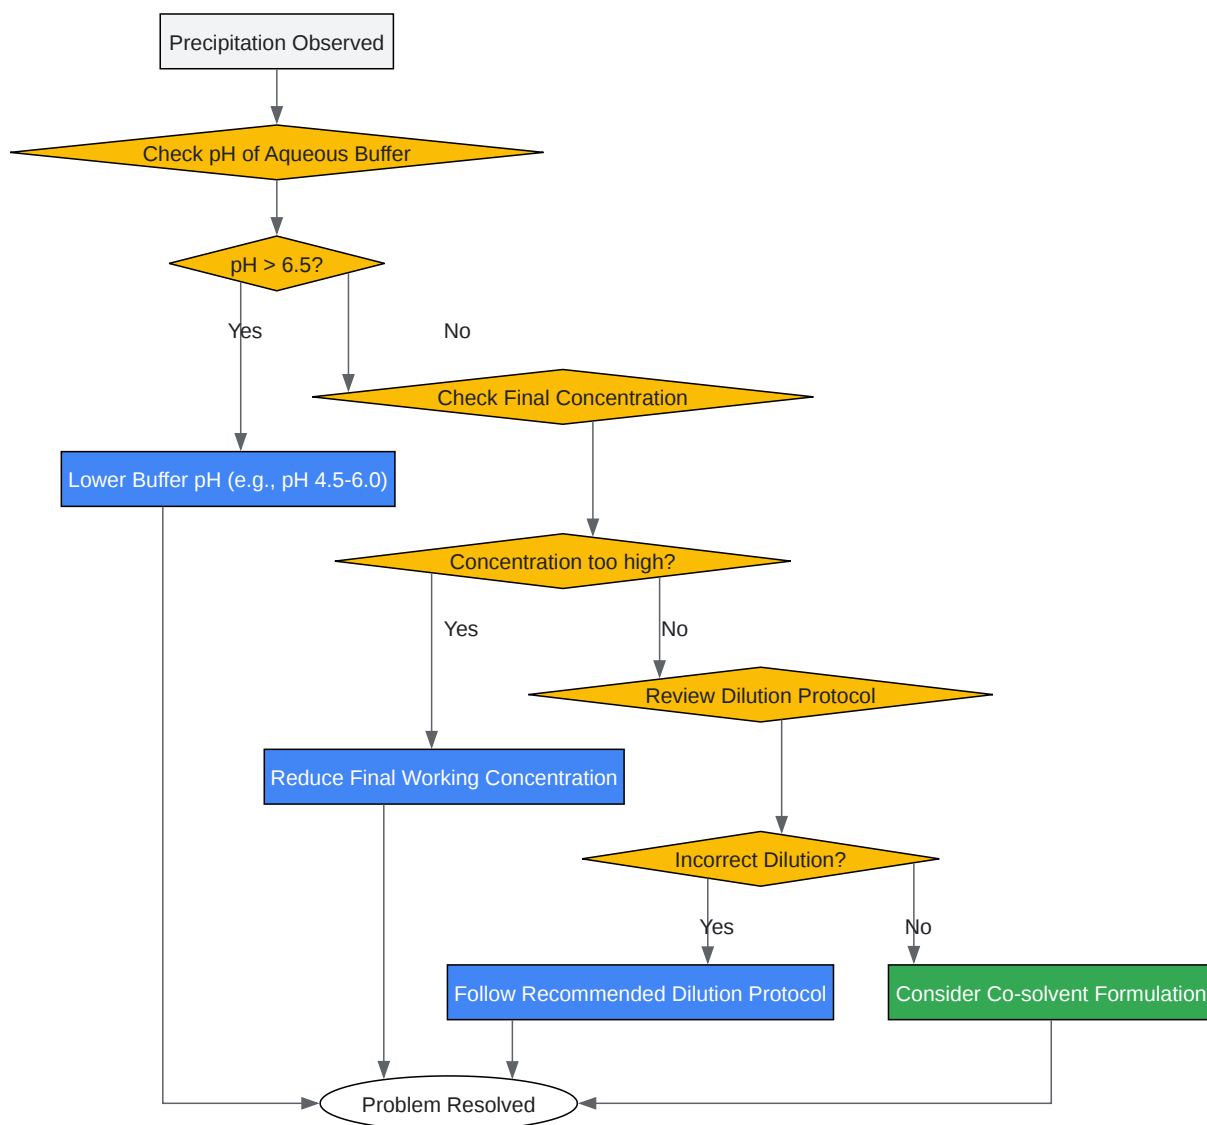 Precipitation Observed
Check pH of Aqueous Buffer
pH > 6.5?
Yes
No
Check Final Concentration
Lower Buffer pH (e.g., pH 4.5-6.0)
Concentration too high?
Yes
No
Review Dilution Protocol
Reduce Final Working Concentration
Incorrect Dilution?
Yes
No
Follow Recommended Dilution Protocol
Consider Co-solvent Formulation
Problem Resolved